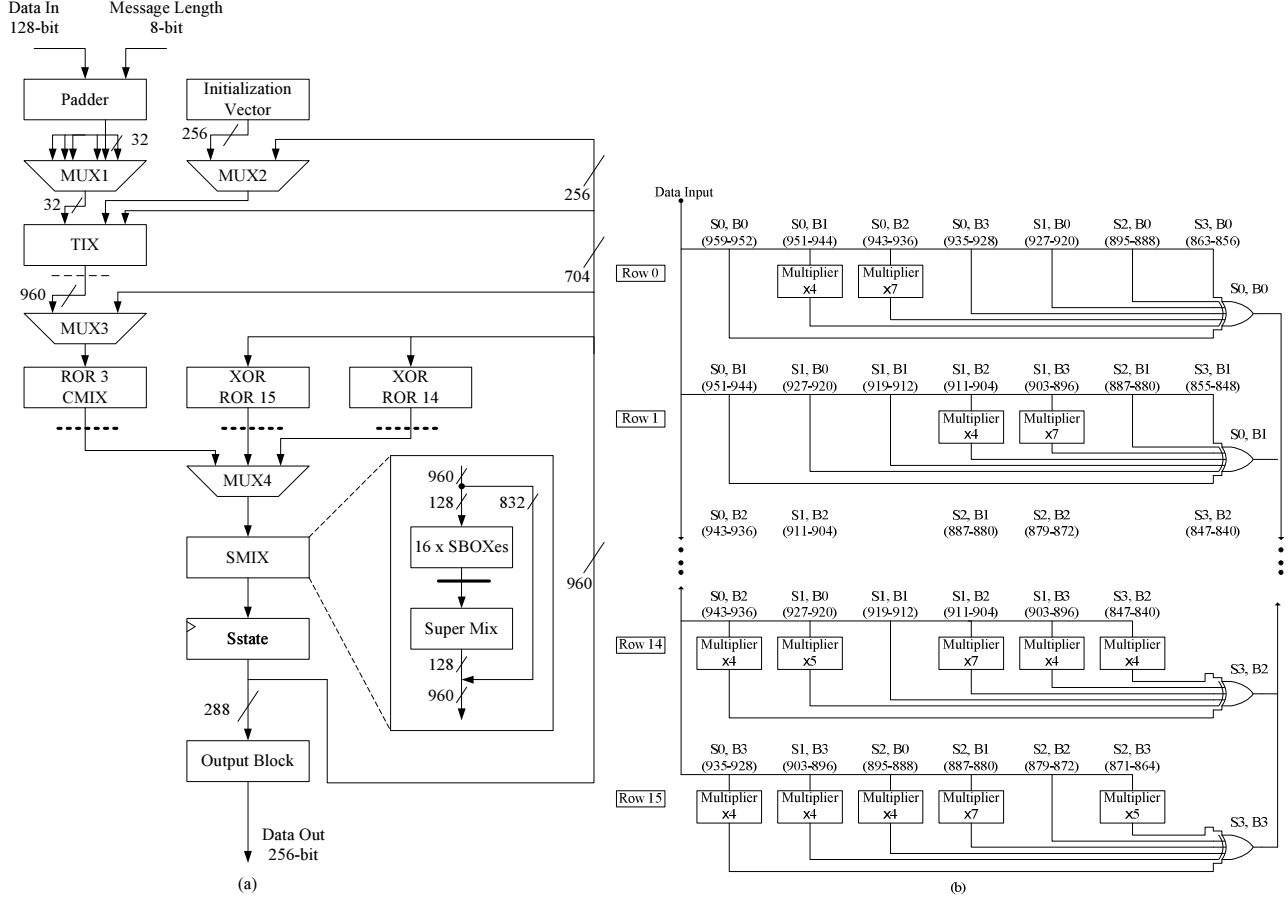 Data In
128-bit
Message Length
8-bit
Padder
Initialization
Vector
32
256
MUX1
MUX2
32
256
TIX
704
960
MUX3
ROR 3
CMIX
XOR
ROR 15
XOR
ROR 14
MUX4
SMIX
960
128
832
16 x SBOXes
Super Mix
128
960
960
Sstate
288
Output Block
Data Out
256-bit
(a)
Data Input
S0, B0
(959-952)
S0, B1
(951-944)
S0, B2
(943-936)
S0, B3
(935-928)
S1, B0
(927-920)
S2, B0
(895-888)
S3, B0
(863-856)
Row 0
Multiplier
x4
Multiplier
x7
S0, B0
S0, B1
(951-944)
S1, B0
(927-920)
S1, B1
(919-912)
S1, B2
(911-904)
S1, B3
(903-896)
S2, B1
(887-880)
S3, B1
(855-848)
Row 1
Multiplier
x4
Multiplier
x7
S0, B1
S0, B2
(943-936)
S1, B2
(911-904)
S2, B1
(887-880)
S2, B2
(879-872)
S3, B2
(847-840)
S0, B2
(943-936)
S1, B0
(927-920)
S1, B1
(919-912)
S1, B2
(911-904)
S1, B3
(903-896)
S3, B2
(847-840)
Row 14
Multiplier
x4
Multiplier
x5
Multiplier
x7
Multiplier
x4
Multiplier
x4
S3, B2
S0, B3
(935-928)
S1, B3
(903-896)
S2, B0
(895-888)
S2, B1
(887-880)
S2, B2
(879-872)
S2, B3
(871-864)
Row 15
Multiplier
x4
Multiplier
x4
Multiplier
x4
Multiplier
x7
Multiplier
x5
S3, B3
(b)